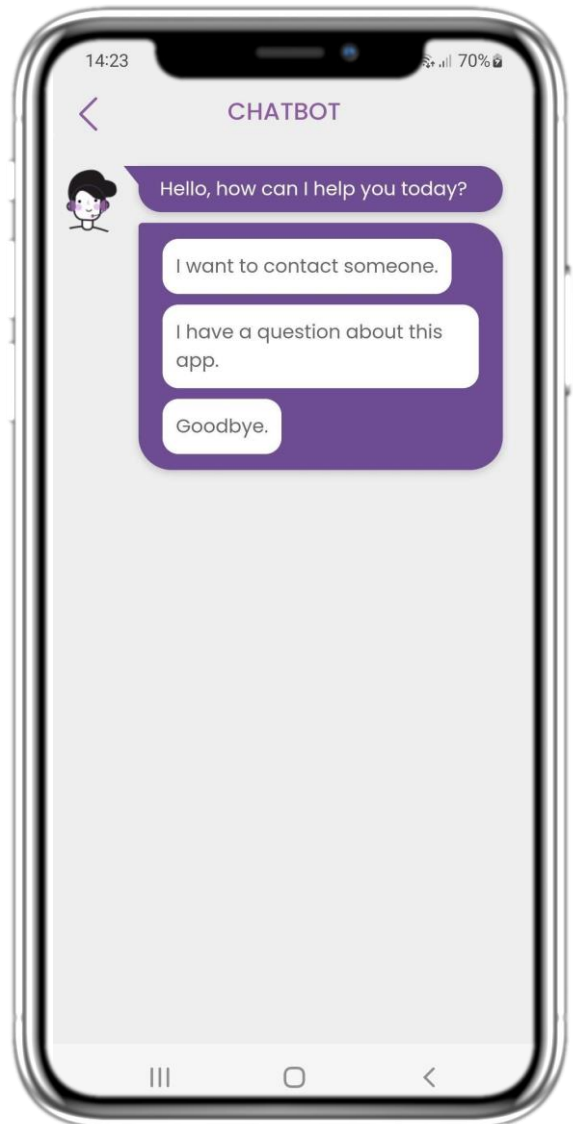 14:23
70%
CHATBOT
Hello, how can I help you today?
I want to contact someone.
I have a question about this
app.
Goodbye.